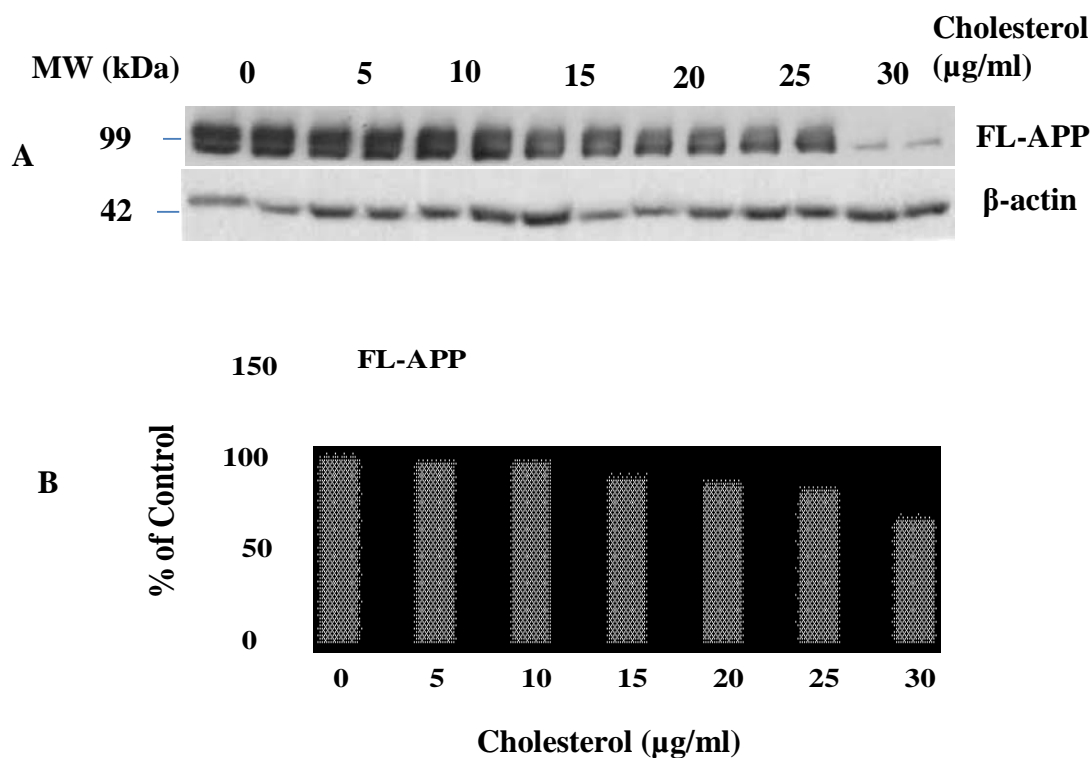 Cholesterol
MW (kDa) 0 5 10 15 20 25 30 (µg/ml)
99 FL-APP
A
42 β-actin
150 FL-APP
100
B
% of Control
50
0
0 5 10 15 20 25 30
Cholesterol (µg/ml)